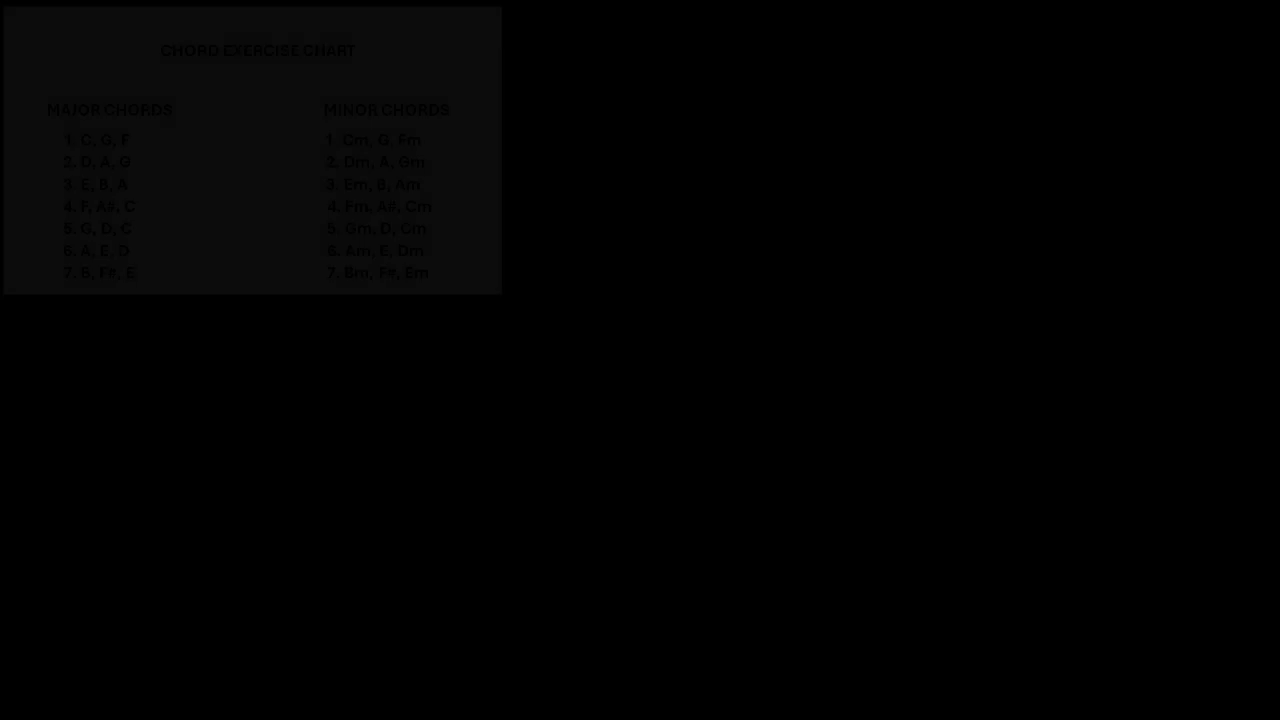 CHORD EXERCISE CHART
MAJOR CHORDS
1. C, G, F
2. D, A, G
3. E, B, A
4. F, A#, C
5. G, D, C
6. A, E, D
7. B, F#, E
MINOR CHORDS
1. Cm, G, Fm
2. Dm, A, Gm
3. Em, B, Am
4. Fm, A#, Cm
5. Gm, D, Cm
6. Am, E, Dm
7. Bm, F#, Em